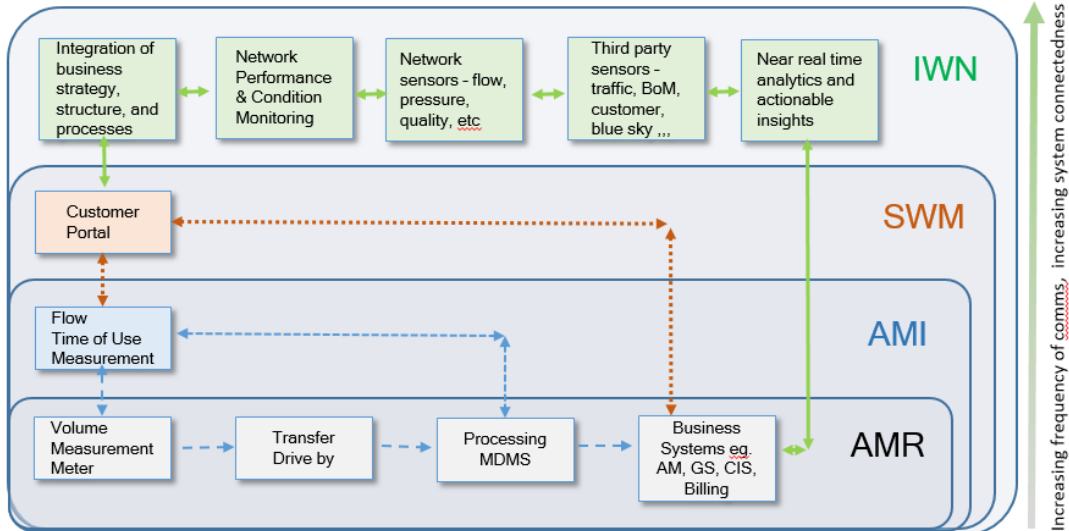 Integration of
business
strategy,
structure, and
processes
Network
Performance
& Condition
Monitoring
Network
sensors - flow,
pressure,
quality, etc
Third party
sensors -
traffic, BoM,
customer,
blue sky ,,,
Near real time
analytics and
actionable
insights
IWN
Customer
Portal
SWM
Flow
Time of Use
Measurement
AMI
Volume
Measurement
Meter
Transfer
Drive by
Processing
MDMS
Business
Systems eg.
AM, GS, CIS,
Billing
AMR
Increasing frequency of comms, increasing system connectedness